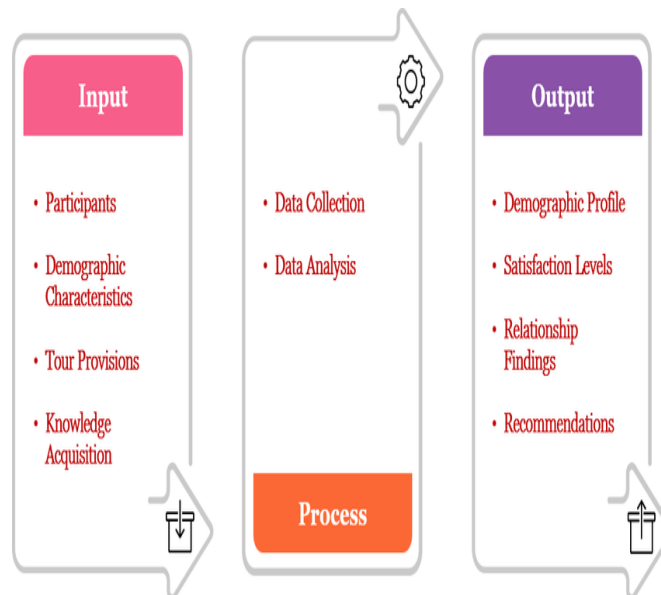 Input
• Participants
• Demographic
Characteristics
• Tour Provisions
• Knowledge
Acquisition
• Data Collection
• Data Analysis
Process
Output
• Demographic Profile
• Satisfaction Levels
• Relationship
Findings
• Recommendations